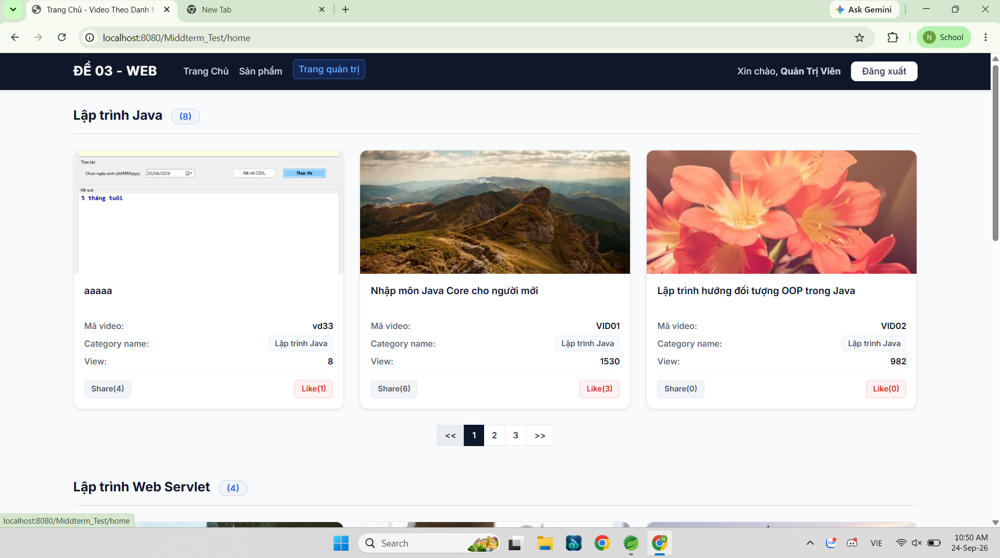 Trang Chủ - Video Theo Danh M
New Tab
Ask Gemini
localhost:8080/Middterm_Test/home
N School
ĐỀ 03 - WEB Trang Chủ Sản phẩm Trang quản trị Xin chào, Quản Trị Viên Đăng xuất
Lập trình Java (8)
Thao tác
Chọn ngày sinh (dd/MM/yyyy): 20/04/2026 Kết nối CSDL Thực thi
Kết quả
5 tháng tuổi
aaaaa
Mã video: vd33
Category name: Lập trình Java
View: 8
Share(4) Like(1)
Nhập môn Java Core cho người mới
Mã video: VID01
Category name: Lập trình Java
View: 1530
Share(6) Like(3)
Lập trình hướng đối tượng OOP trong Java
Mã video: VID02
Category name: Lập trình Java
View: 982
Share(0) Like(0)
<< 1 2 3 >>
Lập trình Web Servlet (4)
localhost:8080/Middterm_Test/home
Search
Zalo
N
VIE
10:50 AM
24-Sep-26